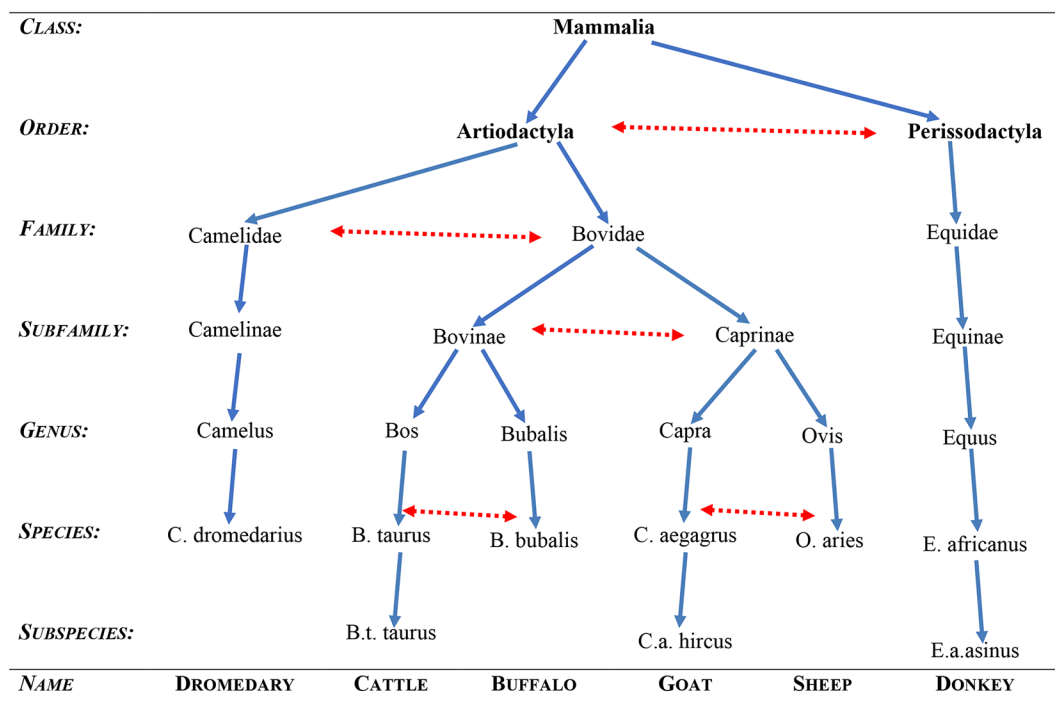 CLASS: Mammalia
ORDER: Artiodactyla Perissodactyla
FAMILY: Camelidae Bovidae Equidae
SUBFAMILY: Camelinae Bovinae Caprinae Equinae
GENUS: Camelus Bos Bubalis Capra Ovis Equus
SPECIES: C. dromedarius B. taurus B. bubalis C. aegagrus O. aries E. africanus
SUBSPECIES: B.t. taurus C.a. hircus E.a.asinus
NAME DROMEDARY CATTLE BUFFALO GOAT SHEEP DONKEY